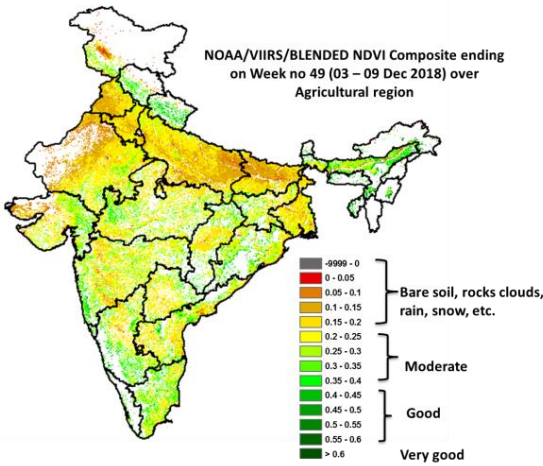 NOAA/VIIRS/BLENDED NDVI Composite ending
on Week no 49 (03 – 09 Dec 2018) over
Agricultural region
-9999 - 0
0 - 0.05
0.05 - 0.1
0.1 - 0.15
0.15 - 0.2
0.2 - 0.25
0.25 - 0.3
0.3 - 0.35
0.35 - 0.4
0.4 - 0.45
0.45 - 0.5
0.5 - 0.55
0.55 - 0.6
> 0.6
Bare soil, rocks clouds,
rain, snow, etc.
Moderate
Good
Very good